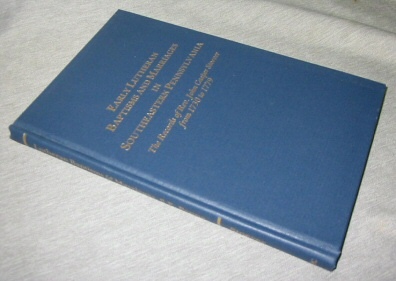 EARLY LUTHERAN
BAPTISMS AND MARRIAGES
IN
SOUTHEASTERN PENNSYLVANIA
The Records of Rev. John Casper Stoever
from 1730 to 1779